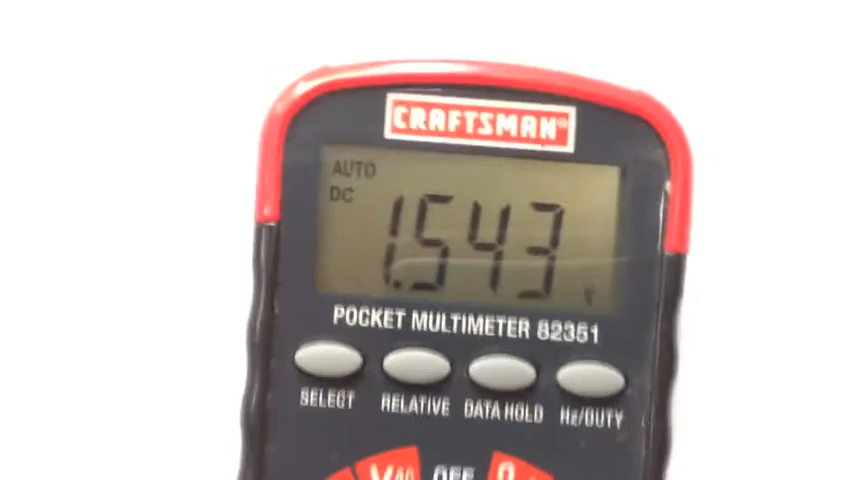 CRAFTSMAN®
AUTO
DC
1.543
V
POCKET MULTIMETER 82351
SELECT RELATIVE DATA HOLD Hz/DUTY
OFF